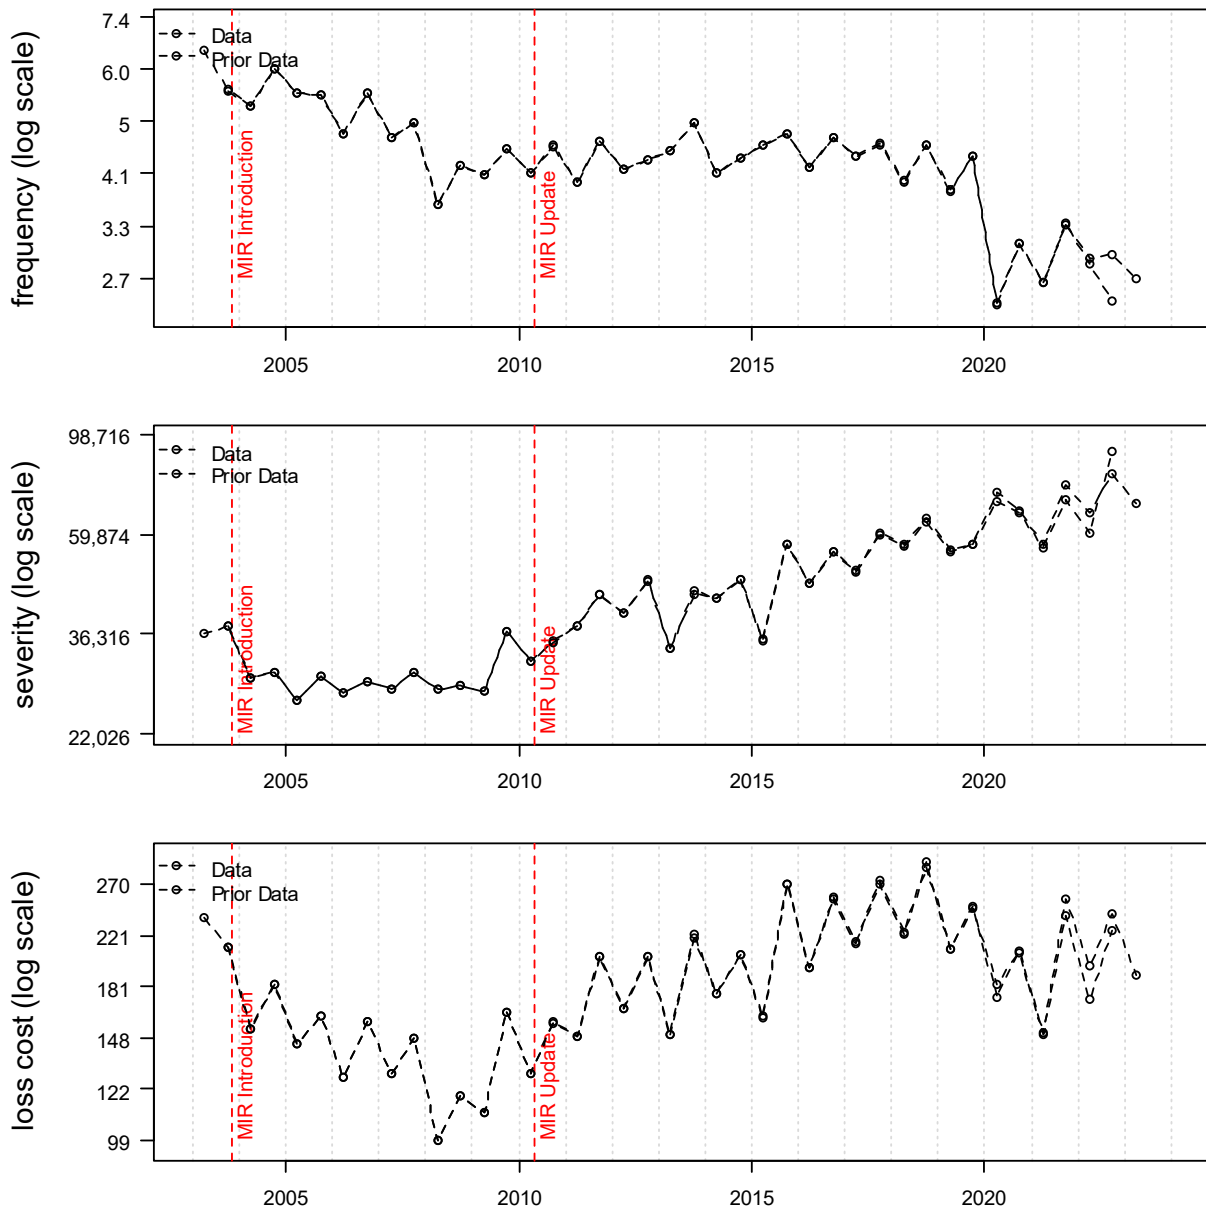 frequency (log scale)
7.4
6.0
5
4.1
3.3
2.7
Data
Prior Data
MIR Introduction
MIR Update
2005
2010
2015
2020
severity (log scale)
98,716
59,874
36,316
22,026
Data
Prior Data
MIR Introduction
MIR Update
2005
2010
2015
2020
loss cost (log scale)
270
221
181
148
122
99
Data
Prior Data
MIR Introduction
MIR Update
2005
2010
2015
2020